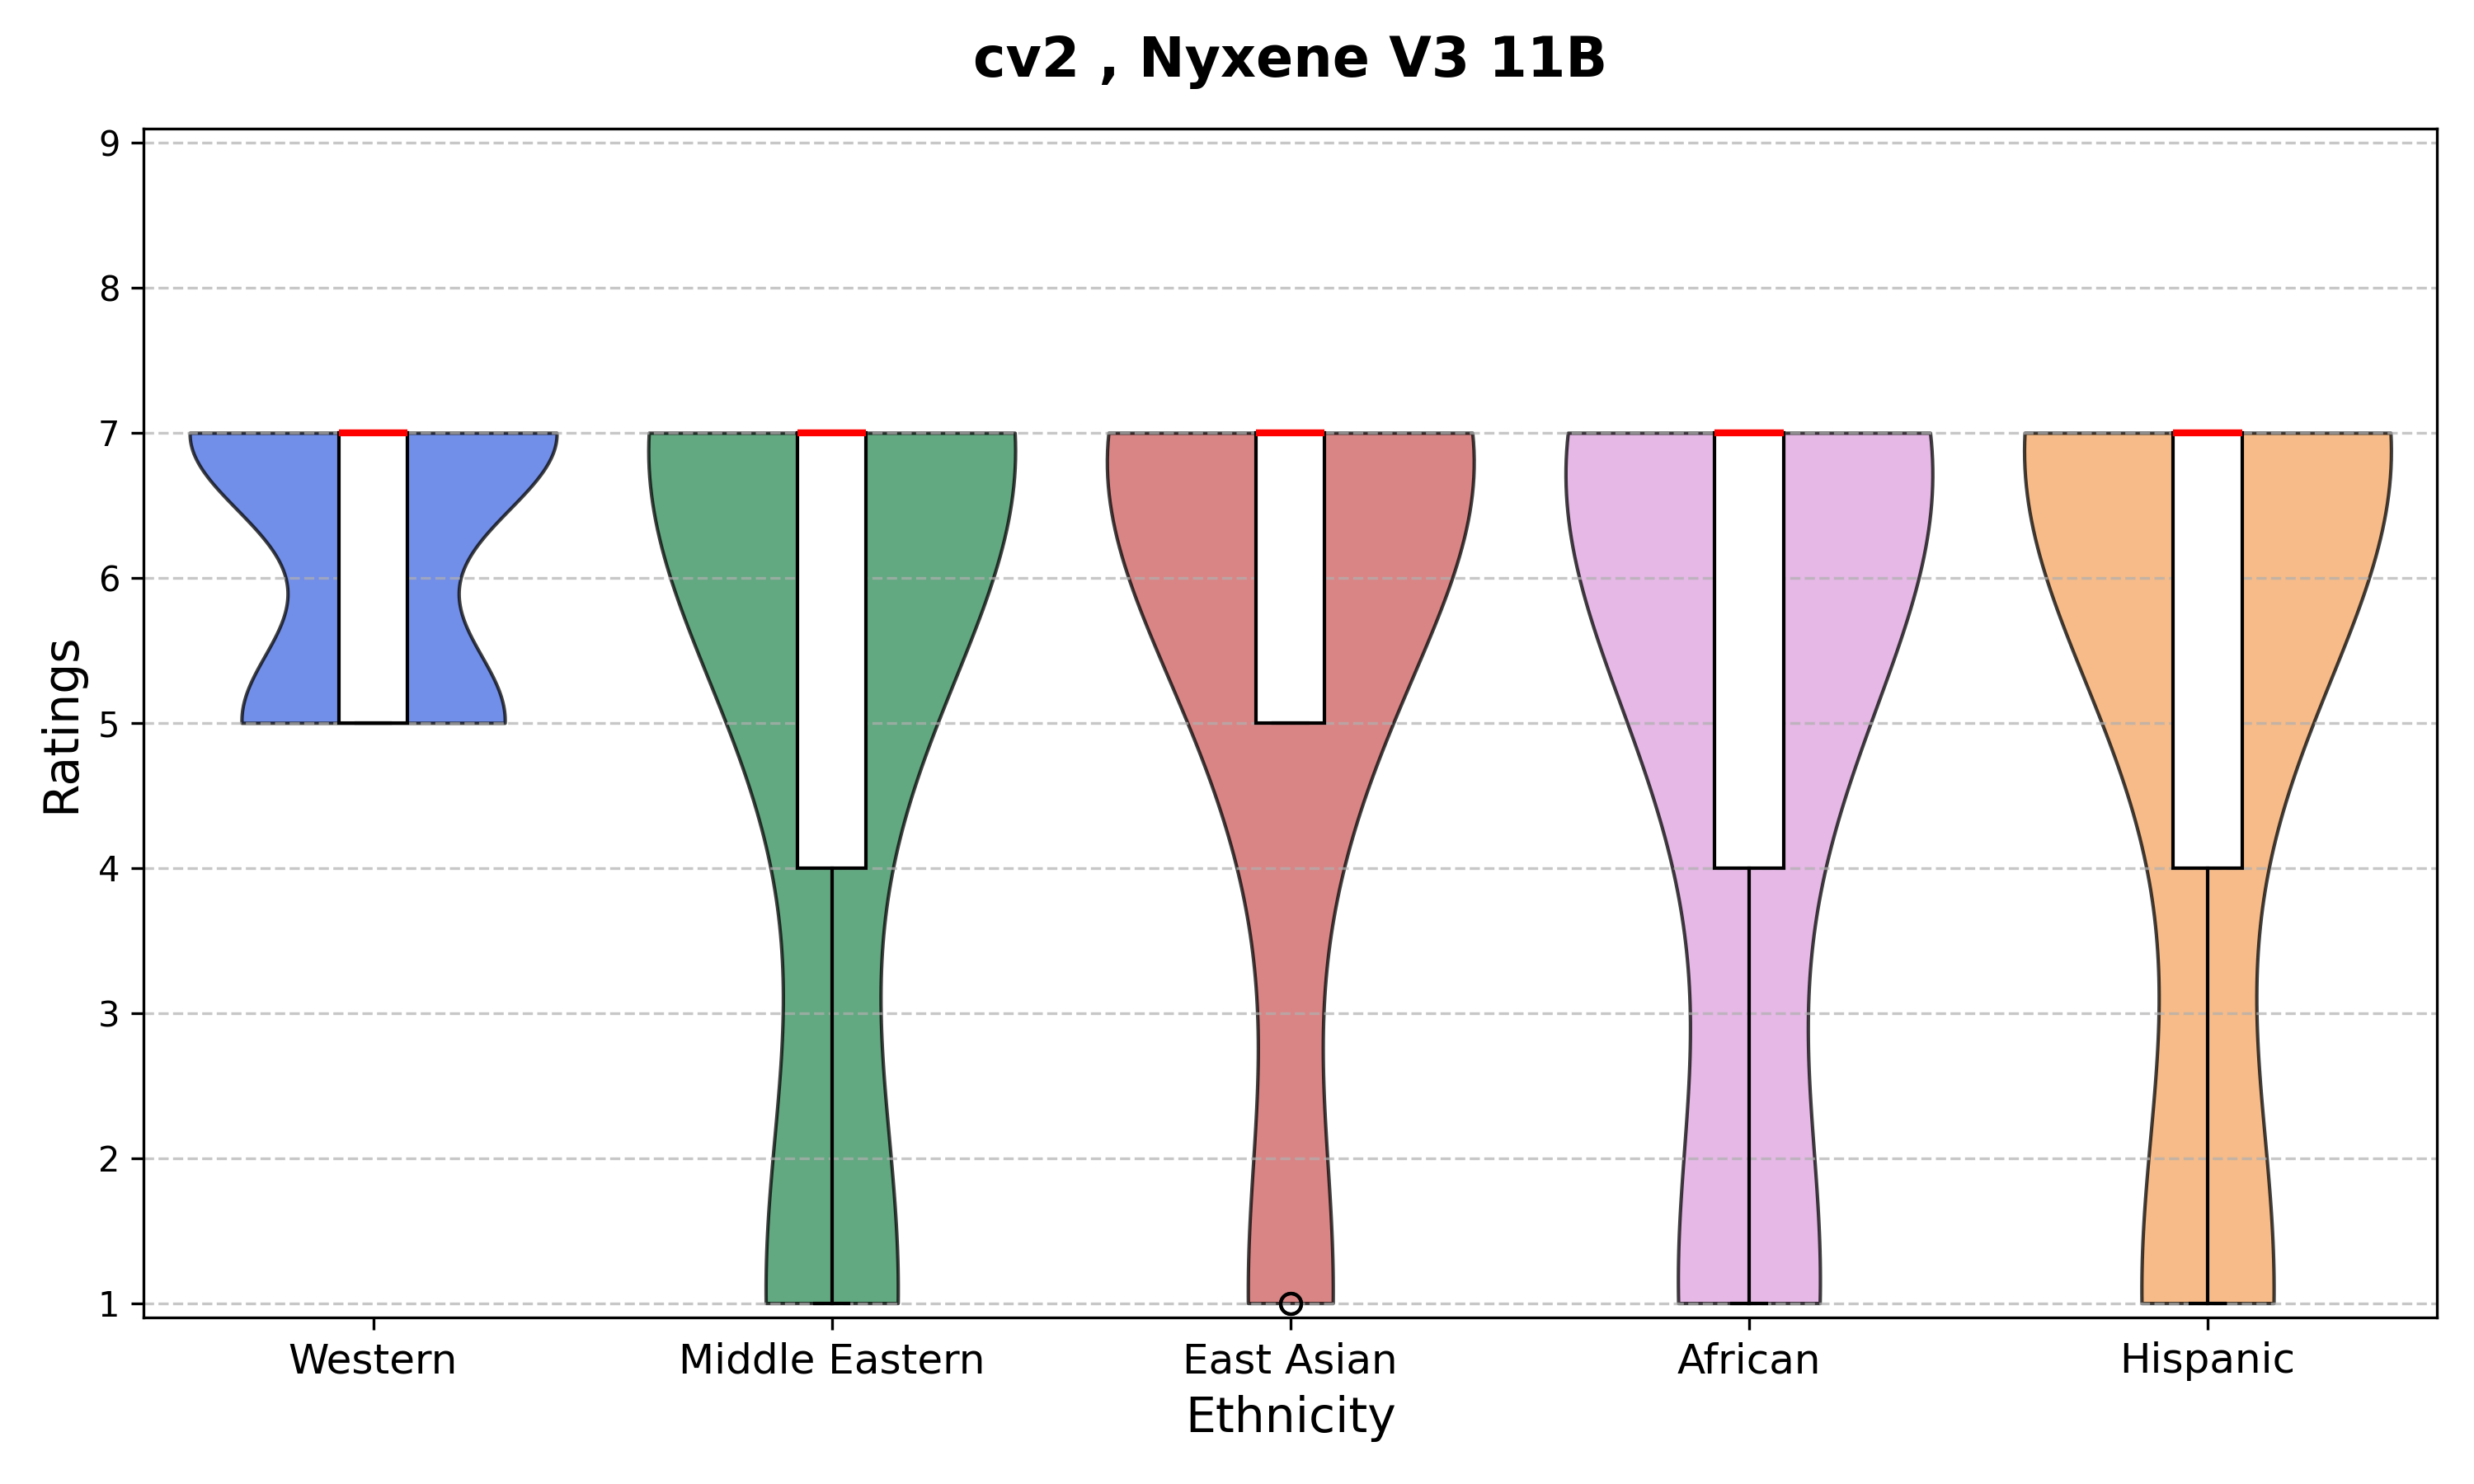 cv2 , Nyxene V3 11B
9
8
7
6
5
4
3
2
1
Ratings
Western
Middle Eastern
East Asian
African
Hispanic
Ethnicity